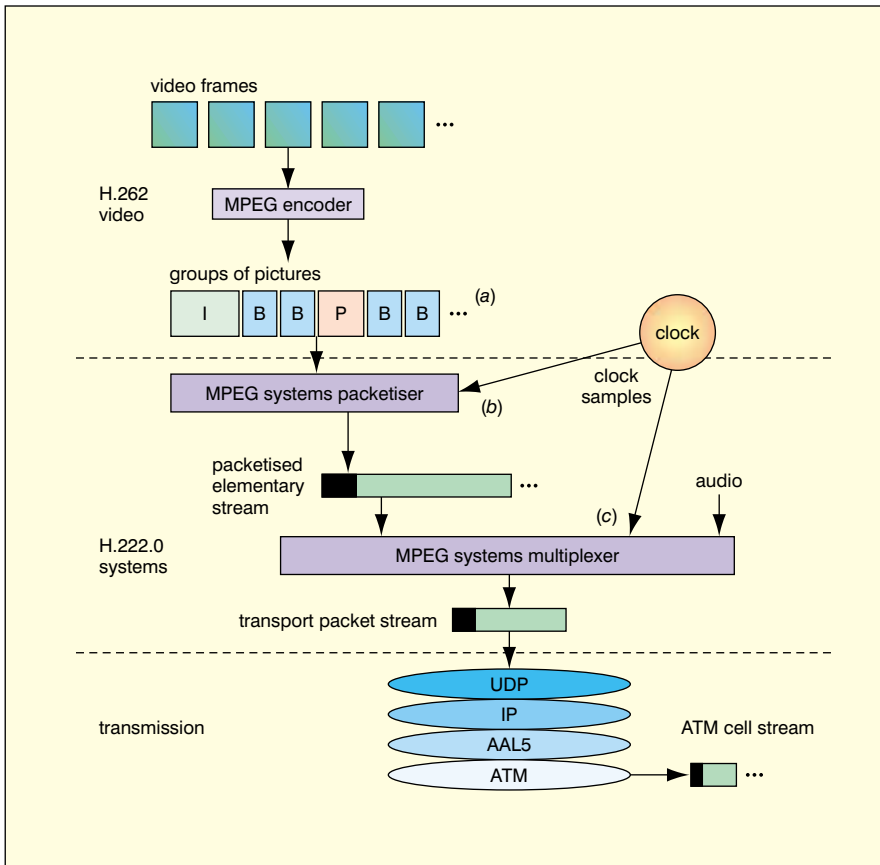 video frames
...
H.262
video
MPEG encoder
groups of pictures
I B B P B B ... (a)
clock
clock
samples
MPEG systems packetiser
(b)
packetised
elementary
stream
...
audio
(c)
H.222.0
systems
MPEG systems multiplexer
transport packet stream
UDP
IP
transmission
AAL5
ATM cell stream
ATM
...